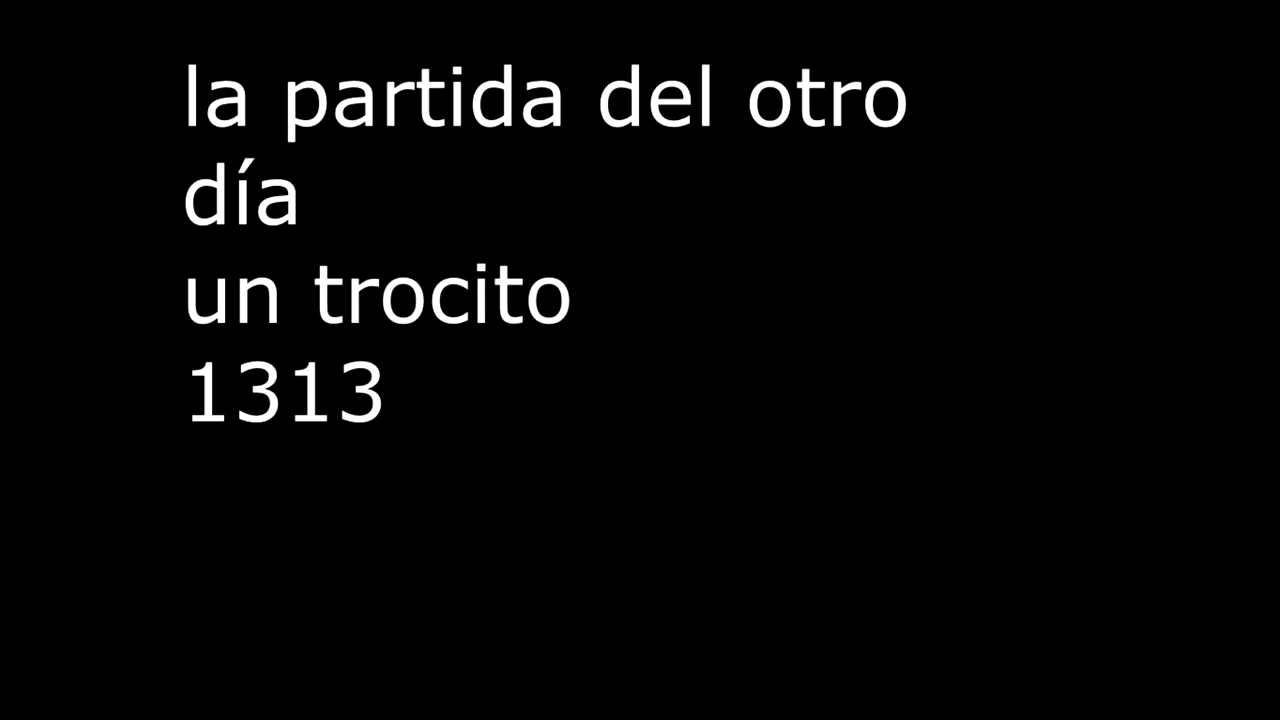 la partida del otro
día
un trocito
1313